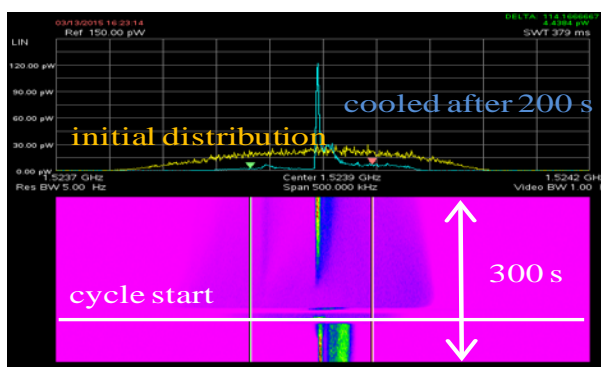 DELTA: 114.1666667
03/13/2015 16:23:14
4.4384 pW
Ref 150.00 pW
SWT 379 ms
LIN
120.00 pW
90.00 pW
cooled after 200 s
60.00 pW
initial distribution
30.00 pW
0.00 pW
1.5237 GHz
Center 1.5239 GHz
1.5242 GH
Res BW 5.00 Hz
Span 500.000 kHz
Video BW 1.00
300 s
cycle start